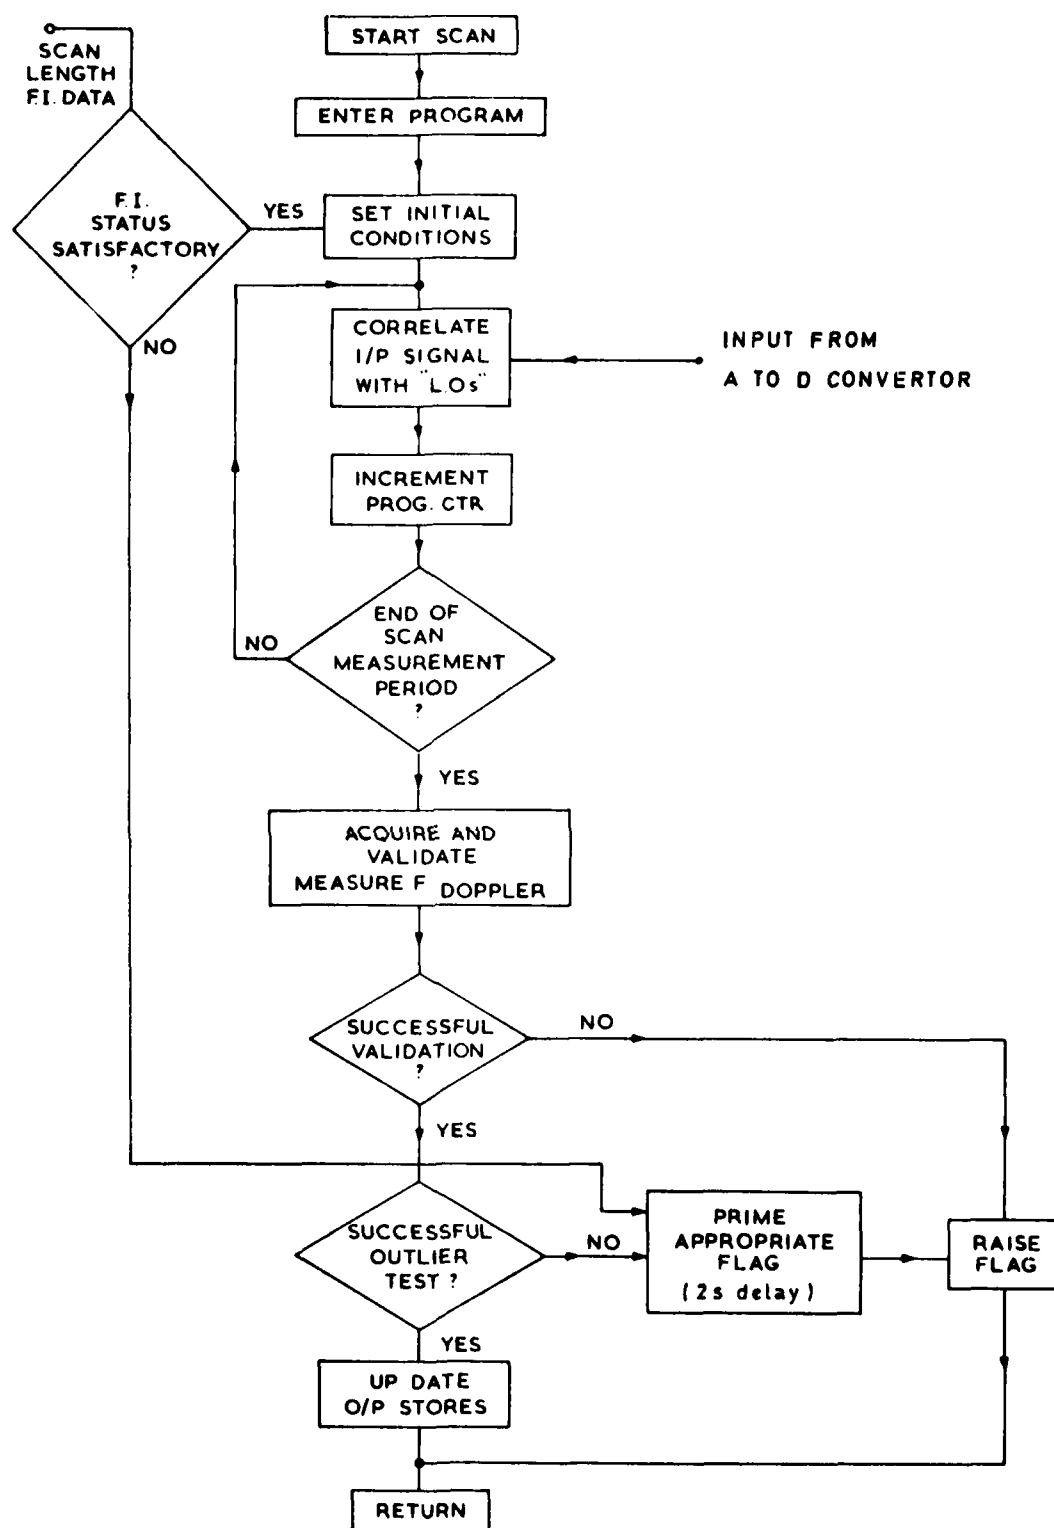 START SCAN
SCAN
LENGTH
F.I. DATA
ENTER PROGRAM
F.I.
STATUS
SATISFACTORY
?
YES
SET INITIAL
CONDITIONS
NO
CORRELATE
I/P SIGNAL
WITH "L.Os"
INPUT FROM
A TO D CONVERTOR
INCREMENT
PROG. CTR
END OF
SCAN
MEASUREMENT
PERIOD
?
NO
YES
ACQUIRE AND
VALIDATE
MEASURE F DOPPLER
SUCCESSFUL
VALIDATION
?
NO
YES
SUCCESSFUL
OUTLIER
TEST ?
NO
PRIME
APPROPRIATE
FLAG
(2s delay)
RAISE
FLAG
YES
UP DATE
O/P STORES
RETURN